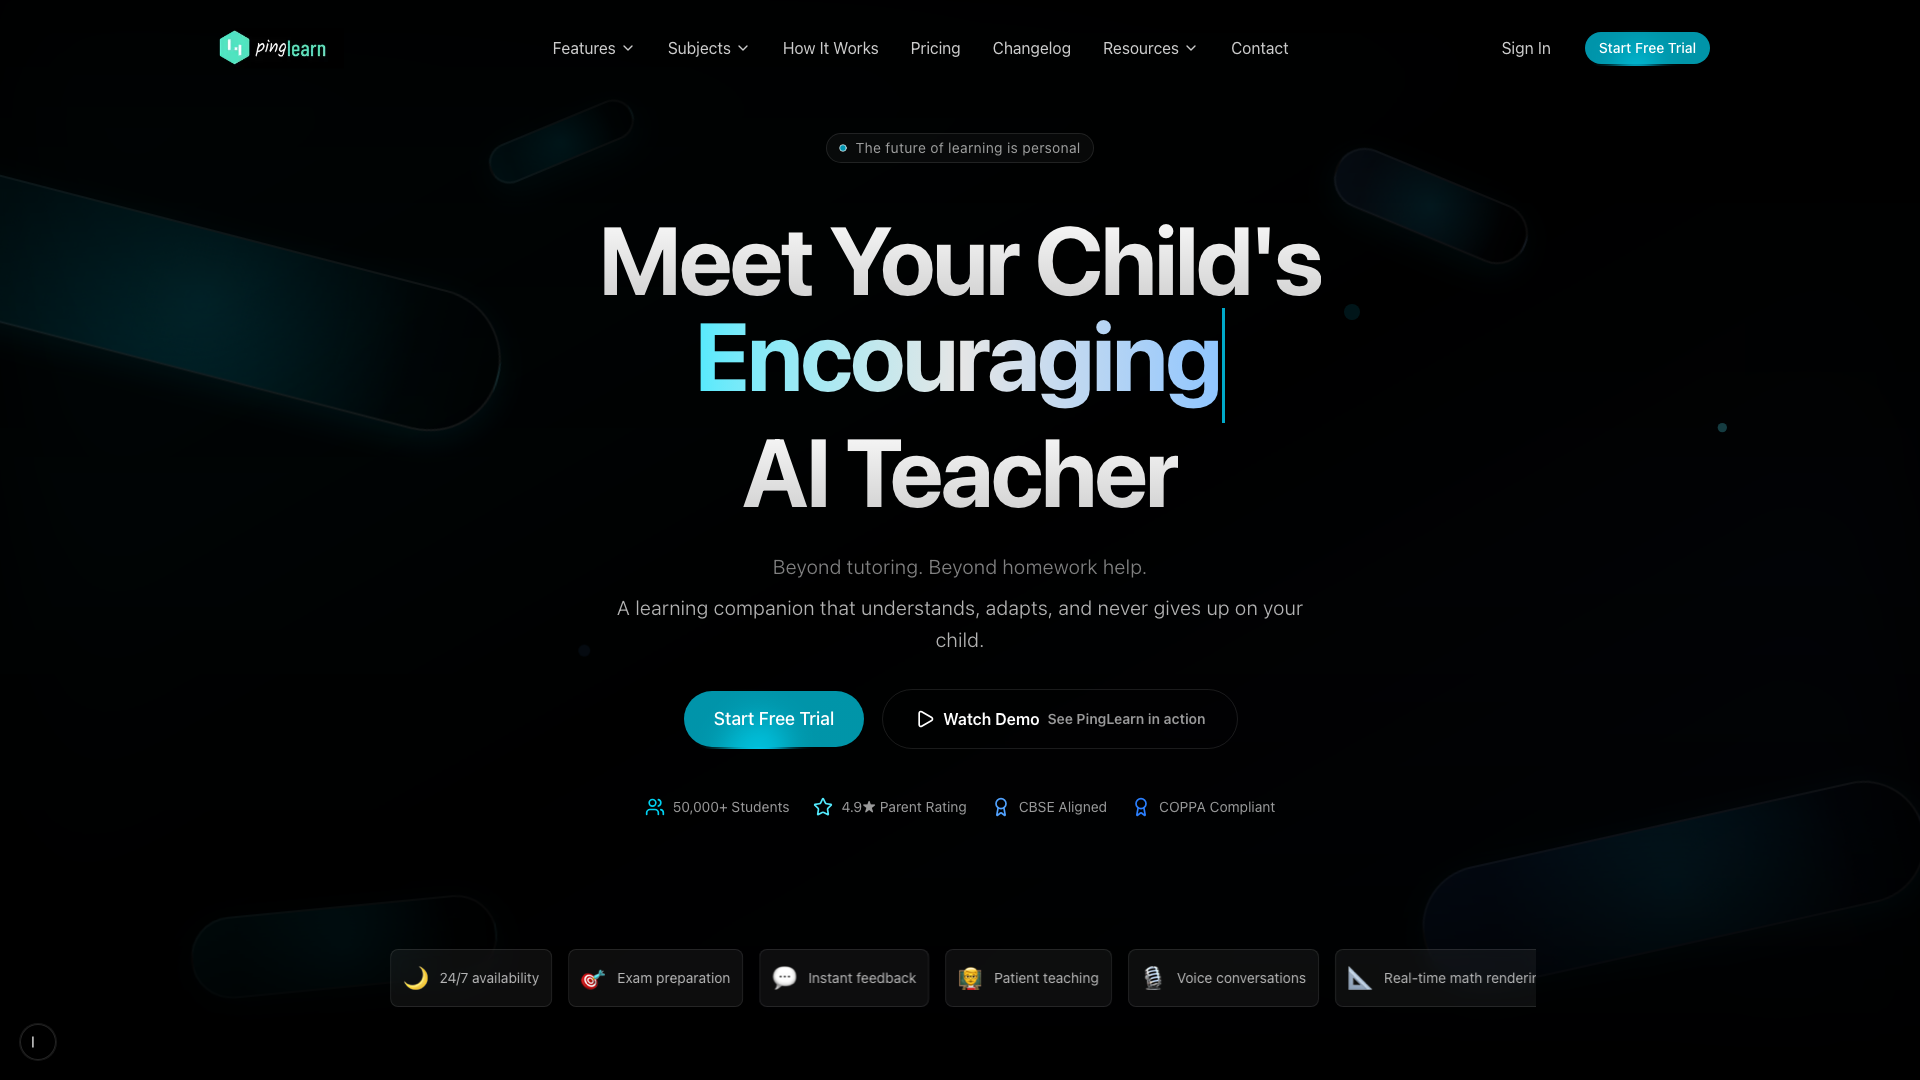 pinglearn
Features
Subjects
How It Works
Pricing
Changelog
Resources
Contact
Sign In
Start Free Trial
The future of learning is personal
Meet Your Child's
Encouraging
AI Teacher
Beyond tutoring. Beyond homework help.
A learning companion that understands, adapts, and never gives up on your
child.
Start Free Trial
Watch Demo See PingLearn in action
50,000+ Students
4.9★ Parent Rating
CBSE Aligned
COPPA Compliant
24/7 availability
Exam preparation
Instant feedback
Patient teaching
Voice conversations
Real-time math